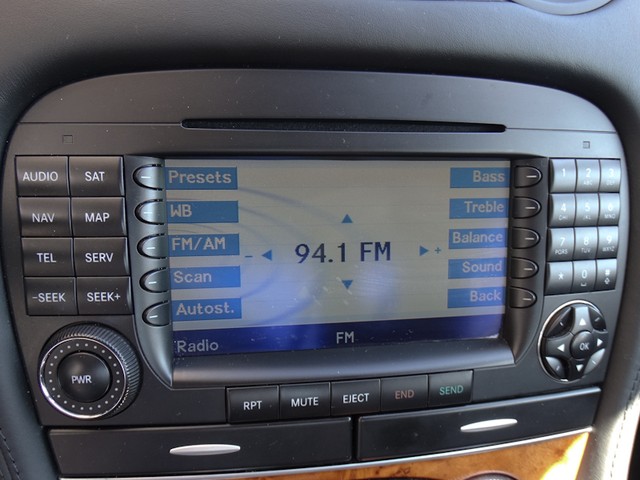 AUDIO SAT
NAV MAP
TEL SERV
-SEEK SEEK+
PWR
Presets
WB
FM/AM
Scan
Autost.
Radio
- 94.1 FM +
FM
Bass
Treble
Balance
Sound
Back
1 2 3
4 5 6
7 8 9
* 0 #
OK
RPT MUTE EJECT END SEND